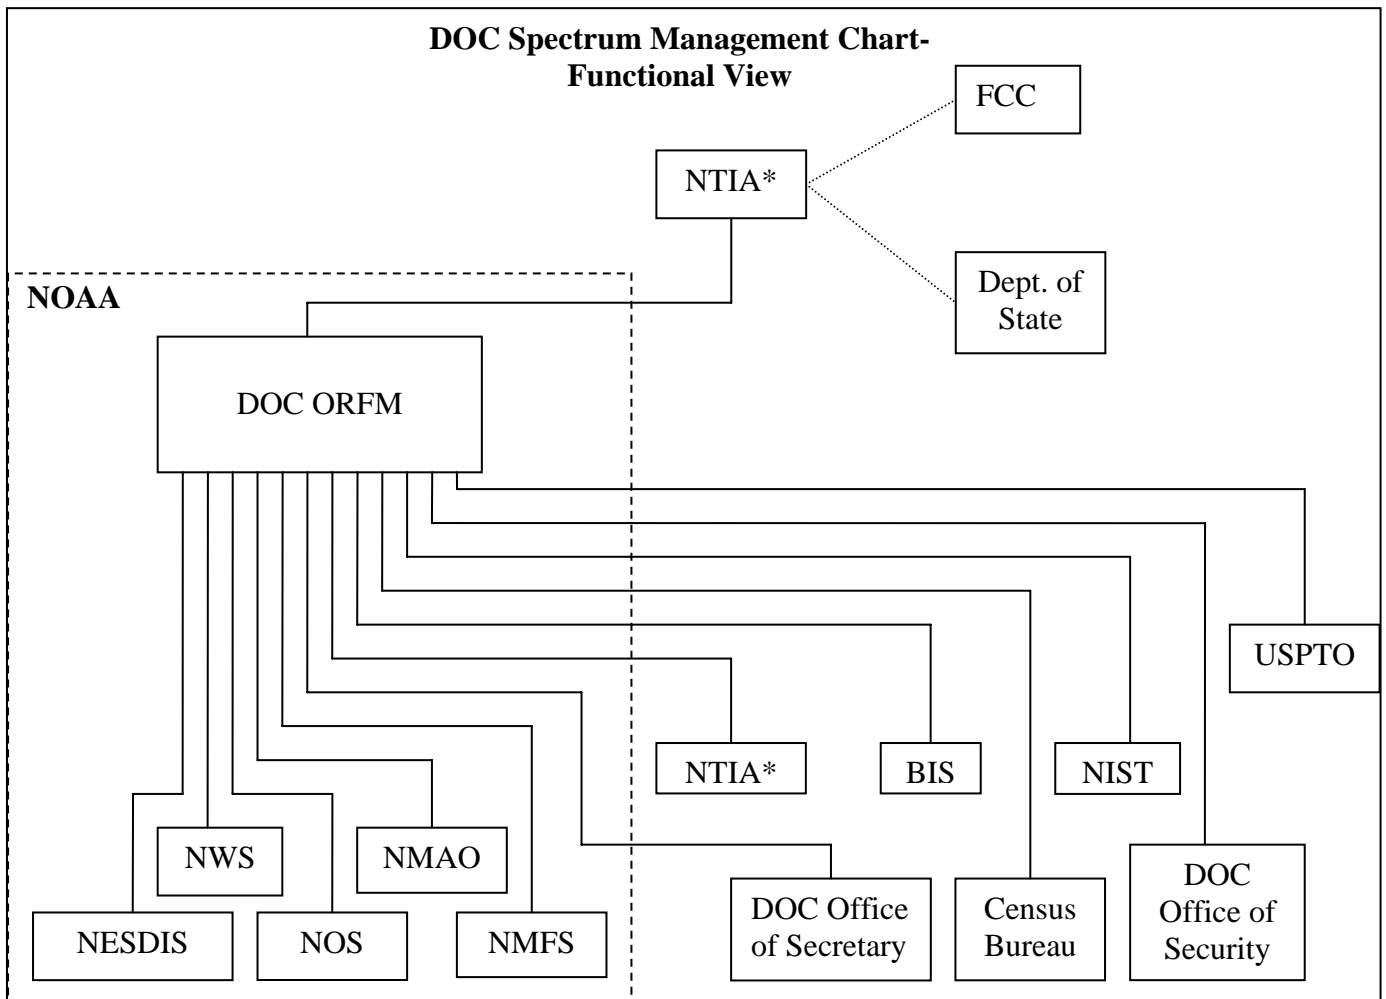 DOC Spectrum Management Chart-
Functional View
FCC
NTIA*
Dept. of
State
NOAA
DOC ORFM
USPTO
NTIA*
BIS
NIST
NWS
NMAO
DOC Office
of Secretary
Census
Bureau
DOC
Office of
Security
NESDIS
NOS
NMFS